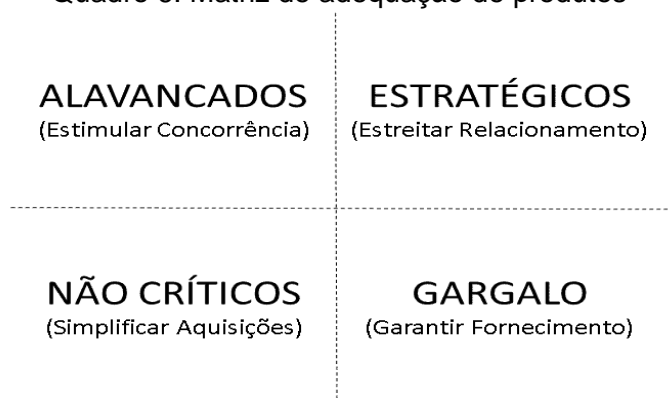 Quadro Matriz de adequação de produtos
ALAVANCADOS
(Estimular Concorrência)
ESTRATÉGICOS
(Estreitar Relacionamento)
NÃO CRÍTICOS
(Simplificar Aquisições)
GARGALO
(Garantir Fornecimento)